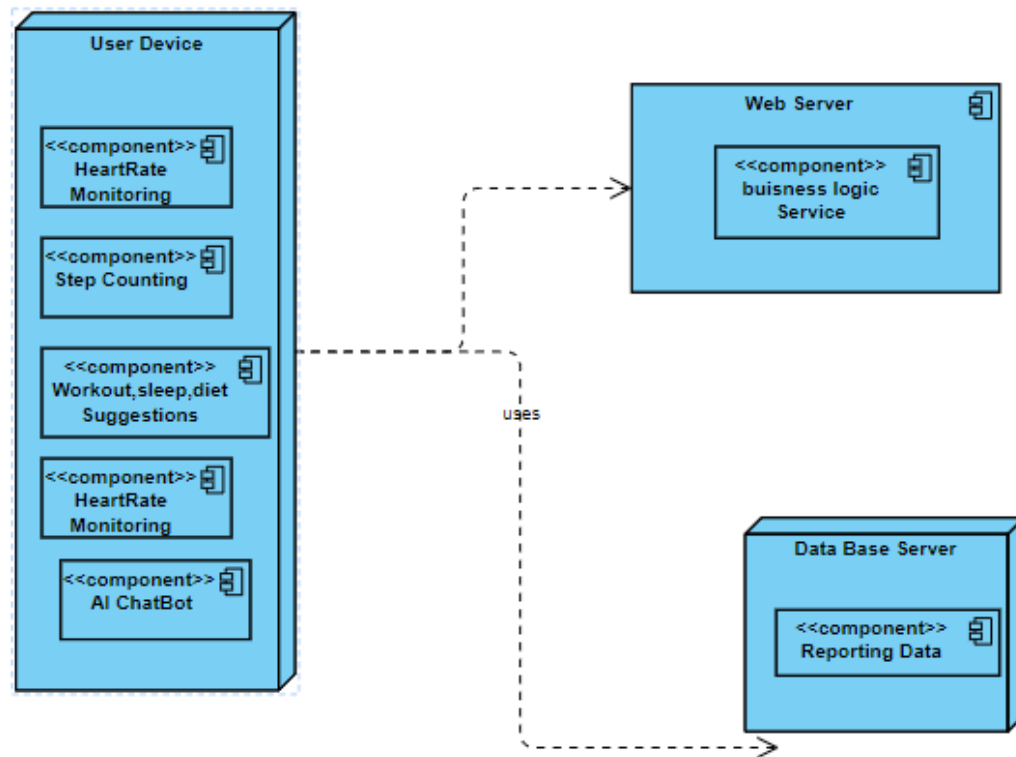 User Device
<<component>>
HeartRate
Monitoring
<<component>>
Step Counting
<<component>>
Workout,sleep,diet
Suggestions
<<component>>
HeartRate
Monitoring
<<component>>
AI ChatBot
uses
Web Server
<<component>>
buisness logic
Service
Data Base Server
<<component>>
Reporting Data